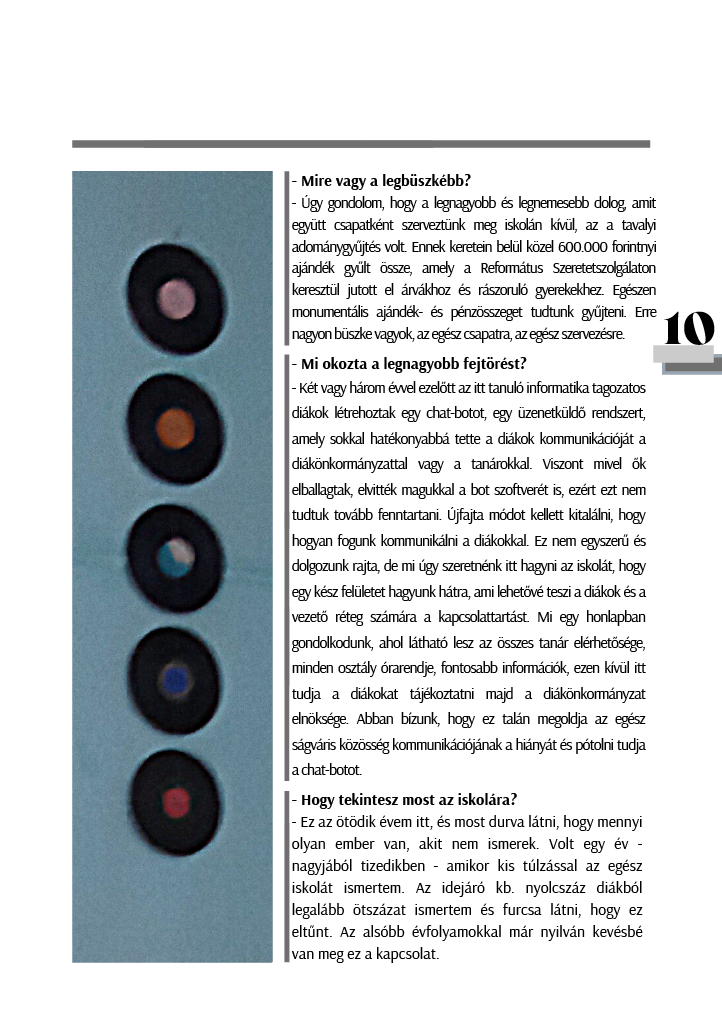 - Mire vagy a legbüszkébb?
- Úgy gondolom, hogy a legnagyobb és legnemesebb dolog, amit
együtt csapatként szerveztünk meg iskolán kívül, az a tavalyi
adománygyűjtés volt. Ennek keretein belül közel 600.000 forintnyi
ajándék gyűlt össze, amely a Református Szeretetszolgálaton
keresztül jutott el árvákhoz és rászoruló gyerekekhez. Egészen
monumentális ajándék- és pénzösszeget tudtunk gyűjteni. Erre
nagyon büszke vagyok, az egész csapatra, az egész szervezésre.
10
- Mi okozta a legnagyobb fejtörést?
- Két vagy három évvel ezelőtt az itt tanuló informatika tagozatos
diákok létrehoztak egy chat-botot, egy üzenetküldő rendszert,
amely sokkal hatékonyabbá tette a diákok kommunikációját a
diákönkormányzattal vagy a tanárokkal. Viszont mivel ők
elballagtak, elvitték magukkal a bot szoftverét is, ezért ezt nem
tudtuk tovább fenntartani. Újfajta módot kellett kitalálni, hogy
hogyan fogunk kommunikálni a diákokkal. Ez nem egyszerű és
dolgozunk rajta, de mi úgy szeretnénk itt hagyni az iskolát, hogy
egy kész felületet hagyunk hátra, ami lehetővé teszi a diákok és a
vezető réteg számára a kapcsolattartást. Mi egy honlapban
gondolkodunk, ahol látható lesz az összes tanár elérhetősége,
minden osztály órarendje, fontosabb információk, ezen kívül itt
tudja a diákokat tájékoztatni majd a diákönkormányzat
elnöksége. Abban bízunk, hogy ez talán megoldja az egész
ságváris közösség kommunikációjának a hiányát és pótolni tudja
a chat-botot.
- Hogy tekintesz most az iskolára?
- Ez az ötödik évem itt, és most durva látni, hogy mennyi
olyan ember van, akit nem ismerek. Volt egy év -
nagyjából tizedikben - amikor kis túlzással az egész
iskolát ismertem. Az idejáró kb. nyolcszáz diákból
legalább ötszázat ismertem és furcsa látni, hogy ez
eltűnt. Az alsóbb évfolyamokkal már nyilván kevésbé
van meg ez a kapcsolat.